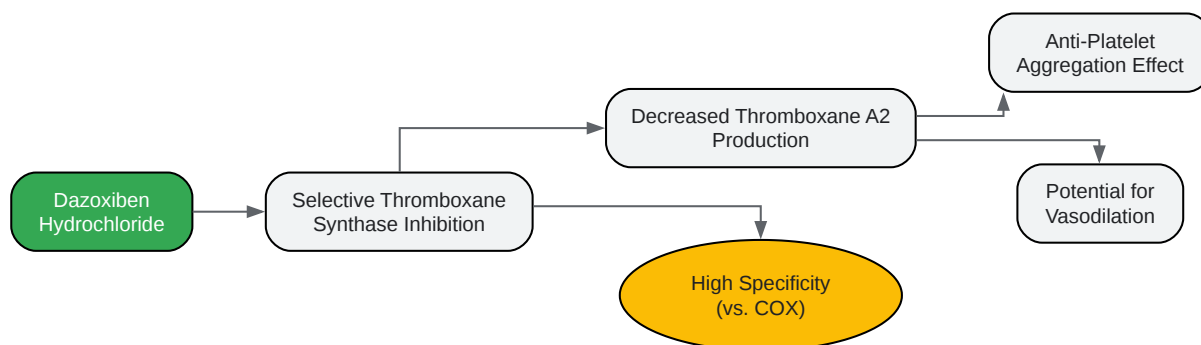 Dazoxiben
Hydrochloride
Selective Thromboxane
Synthase Inhibition
Decreased Thromboxane A2
Production
High Specificity
(vs. COX)
Anti-Platelet
Aggregation Effect
Potential for
Vasodilation